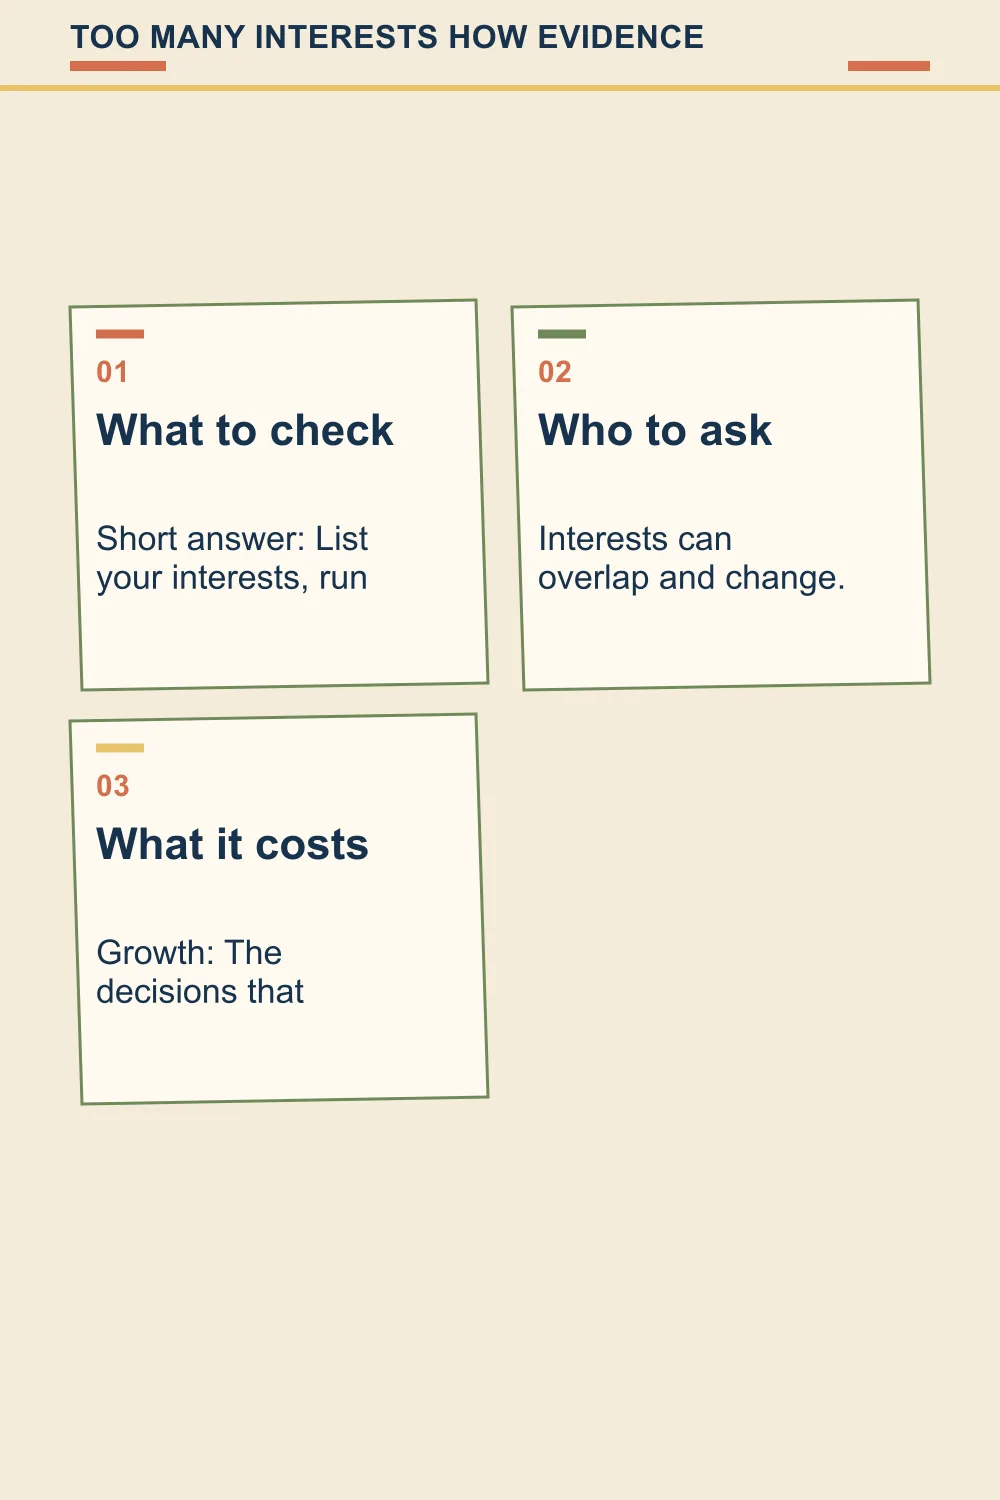 TOO MANY INTERESTS HOW EVIDENCE
01
What to check
Short answer: List
your interests, run
02
Who to ask
Interests can
overlap and change.
03
What it costs
Growth: The
decisions that